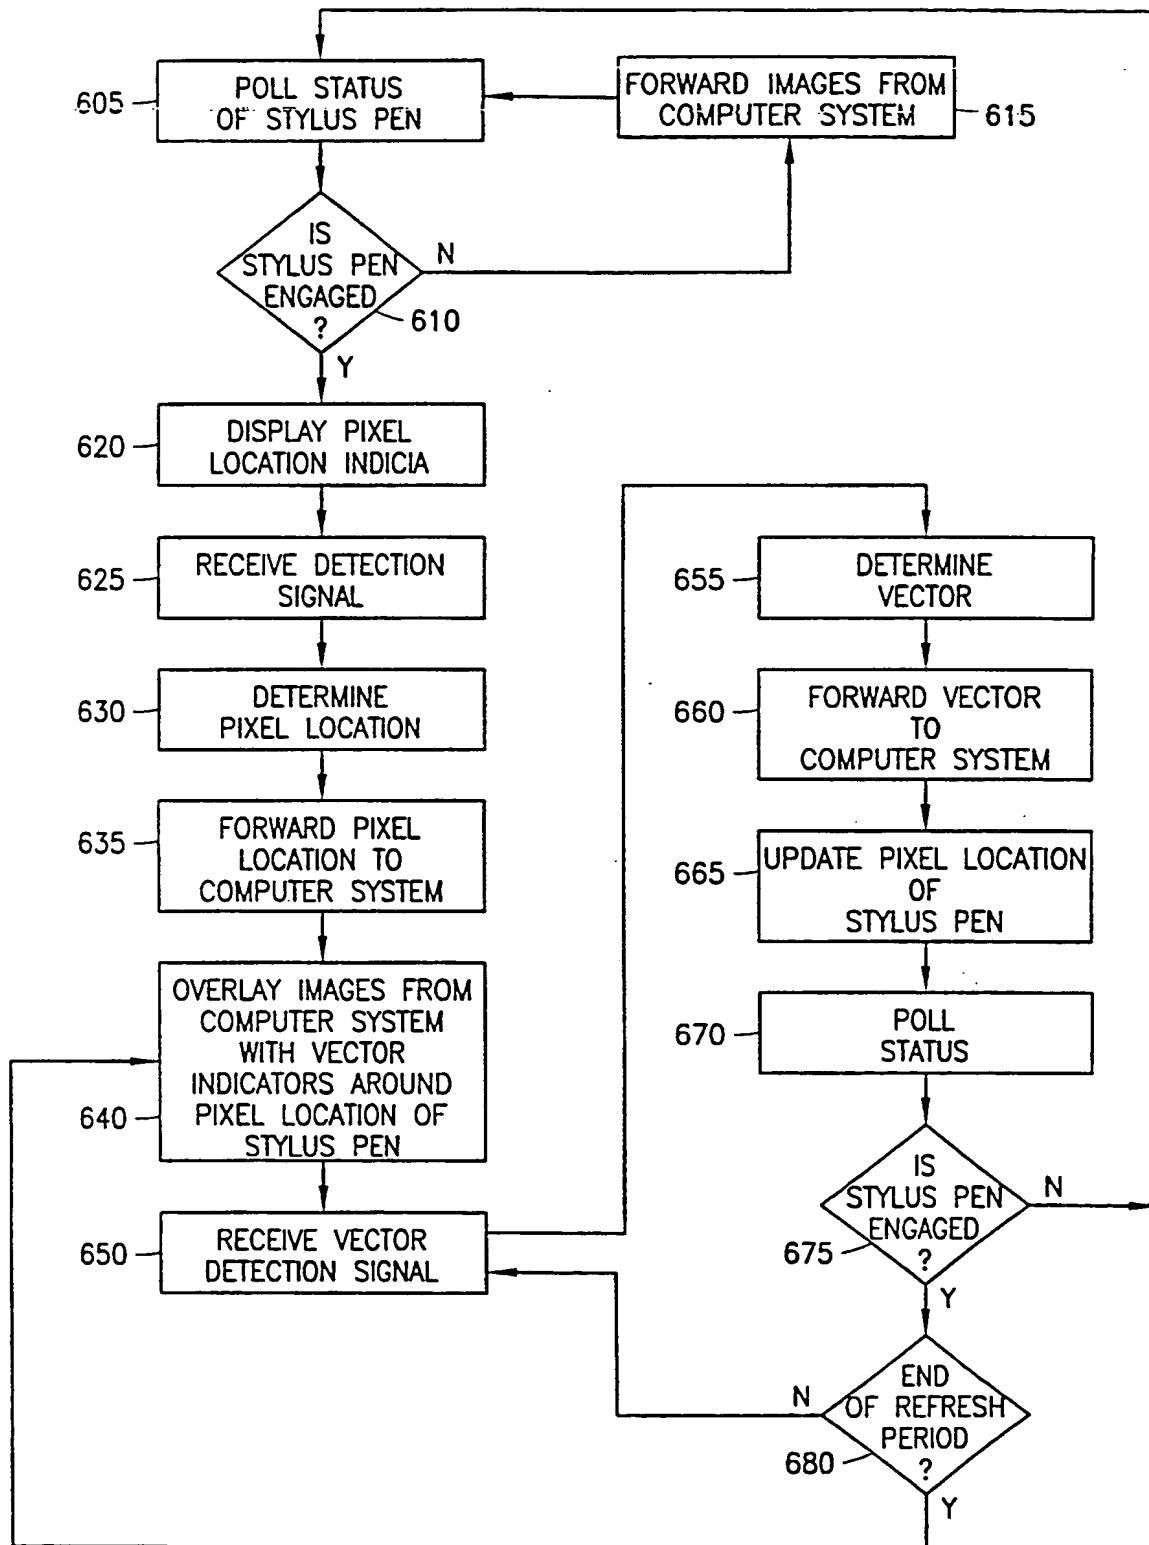 605
POLL STATUS
OF STYLUS PEN
FORWARD IMAGES FROM
COMPUTER SYSTEM
615
IS
STYLUS PEN
ENGAGED
?
N
610
Y
620
DISPLAY PIXEL
LOCATION INDICIA
625
RECEIVE DETECTION
SIGNAL
630
DETERMINE
PIXEL LOCATION
635
FORWARD PIXEL
LOCATION TO
COMPUTER SYSTEM
640
OVERLAY IMAGES FROM
COMPUTER SYSTEM
WITH VECTOR
INDICATORS AROUND
PIXEL LOCATION OF
STYLUS PEN
650
RECEIVE VECTOR
DETECTION SIGNAL
655
DETERMINE
VECTOR
660
FORWARD VECTOR
TO
COMPUTER SYSTEM
665
UPDATE PIXEL LOCATION
OF
STYLUS PEN
670
POLL
STATUS
IS
STYLUS PEN
ENGAGED
?
N
675
Y
END
OF REFRESH
PERIOD
?
N
680
Y